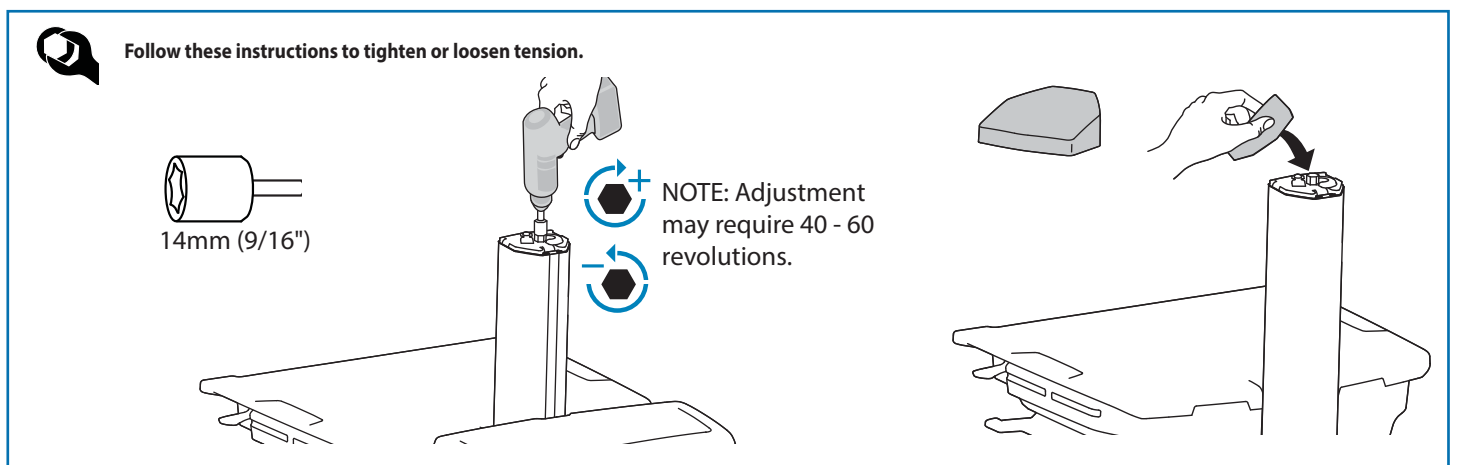 Follow these instructions to tighten or loosen tension.
14mm (9/16")
+
NOTE: Adjustment
may require 40 - 60
revolutions.
−